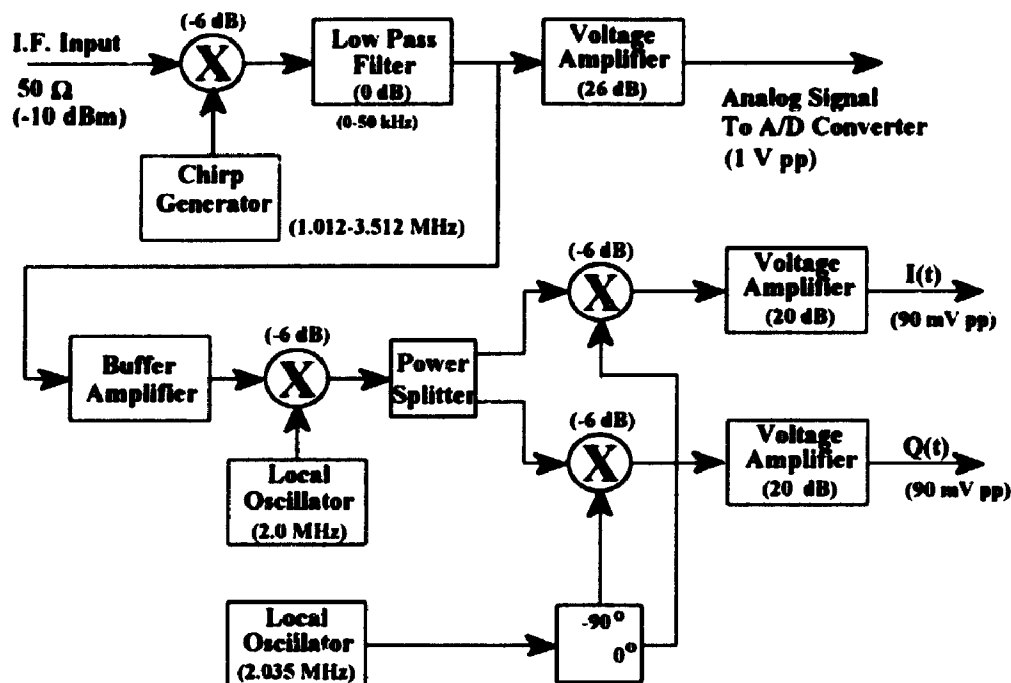 I.F. Input
50 Ω
(-10 dBm)
(-6 dB)
X
Low Pass
Filter
(0 dB)
(0-50 kHz)
Voltage
Amplifier
(26 dB)
Analog Signal
To A/D Converter
(1 V pp)
Chirp
Generator
(1.012-3.512 MHz)
Buffer
Amplifier
(-6 dB)
X
Power
Splitter
(-6 dB)
X
Voltage
Amplifier
(20 dB)
I(t)
(90 mV pp)
(-6 dB)
X
Voltage
Amplifier
(20 dB)
Q(t)
(90 mV pp)
Local
Oscillator
(2.0 MHz)
Local
Oscillator
(2.035 MHz)
-90°
0°